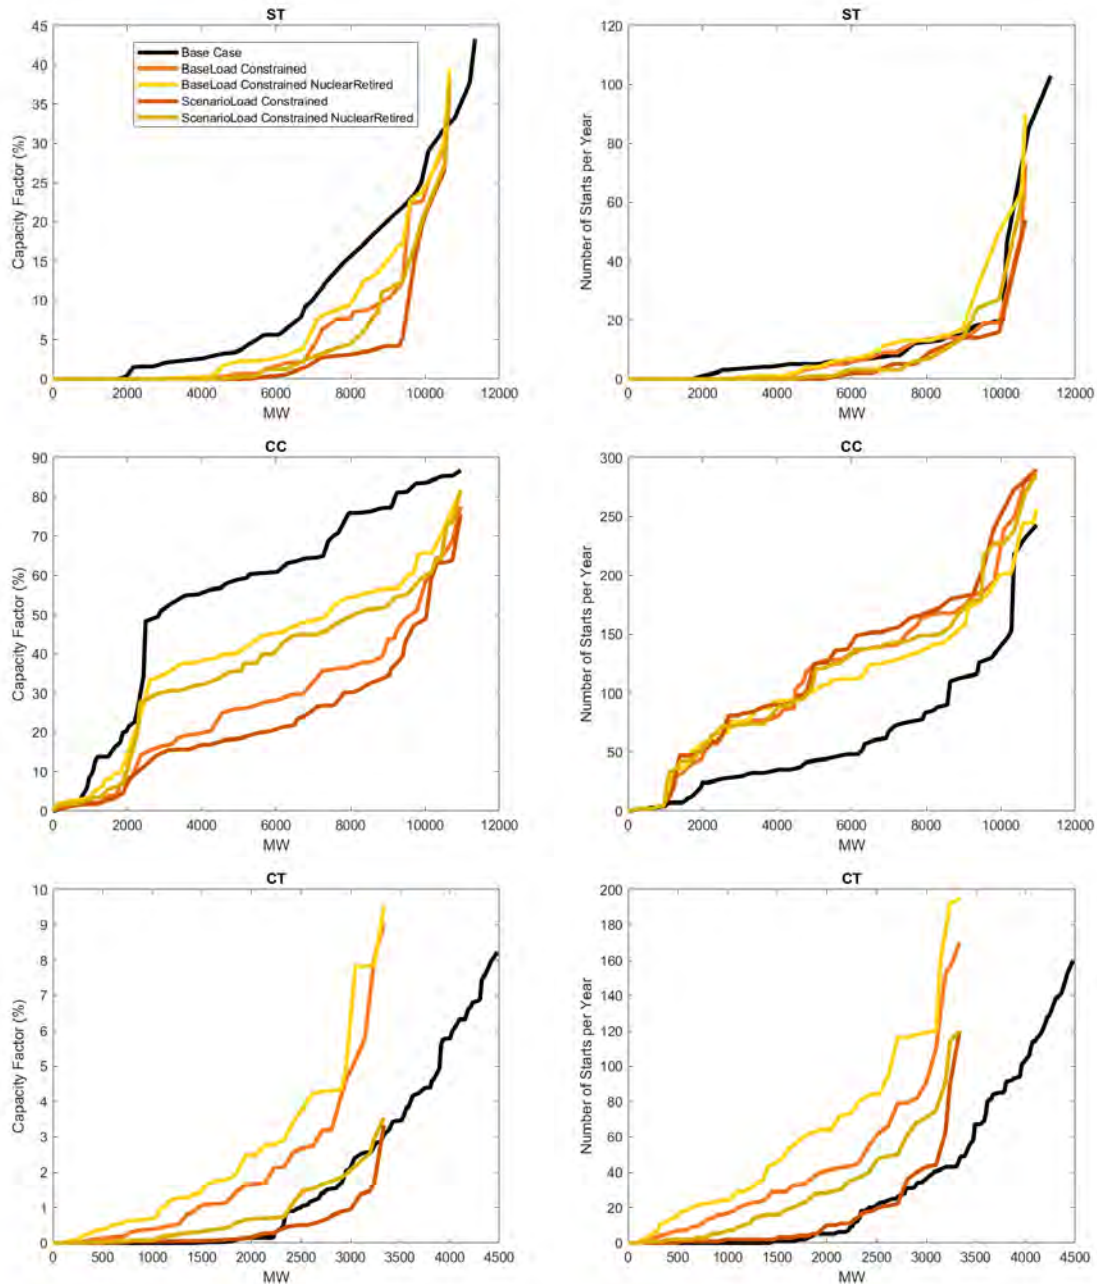 ST
Capacity Factor (%)
45
40
35
30
25
20
15
10
5
0
Base Case
BaseLoad Constrained
BaseLoad Constrained NuclearRetired
ScenarioLoad Constrained
ScenarioLoad Constrained NuclearRetired
0 2000 4000 6000 8000 10000 12000
MW
ST
Number of Starts per Year
120
100
80
60
40
20
0
0 2000 4000 6000 8000 10000 12000
MW
CC
Capacity Factor (%)
90
80
70
60
50
40
30
20
10
0
0 2000 4000 6000 8000 10000 12000
MW
CC
Number of Starts per Year
300
250
200
150
100
50
0
0 2000 4000 6000 8000 10000 12000
MW
CT
Capacity Factor (%)
10
9
8
7
6
5
4
3
2
1
0
0 500 1000 1500 2000 2500 3000 3500 4000 4500
MW
CT
Number of Starts per Year
200
180
160
140
120
100
80
60
40
20
0
0 500 1000 1500 2000 2500 3000 3500 4000 4500
MW